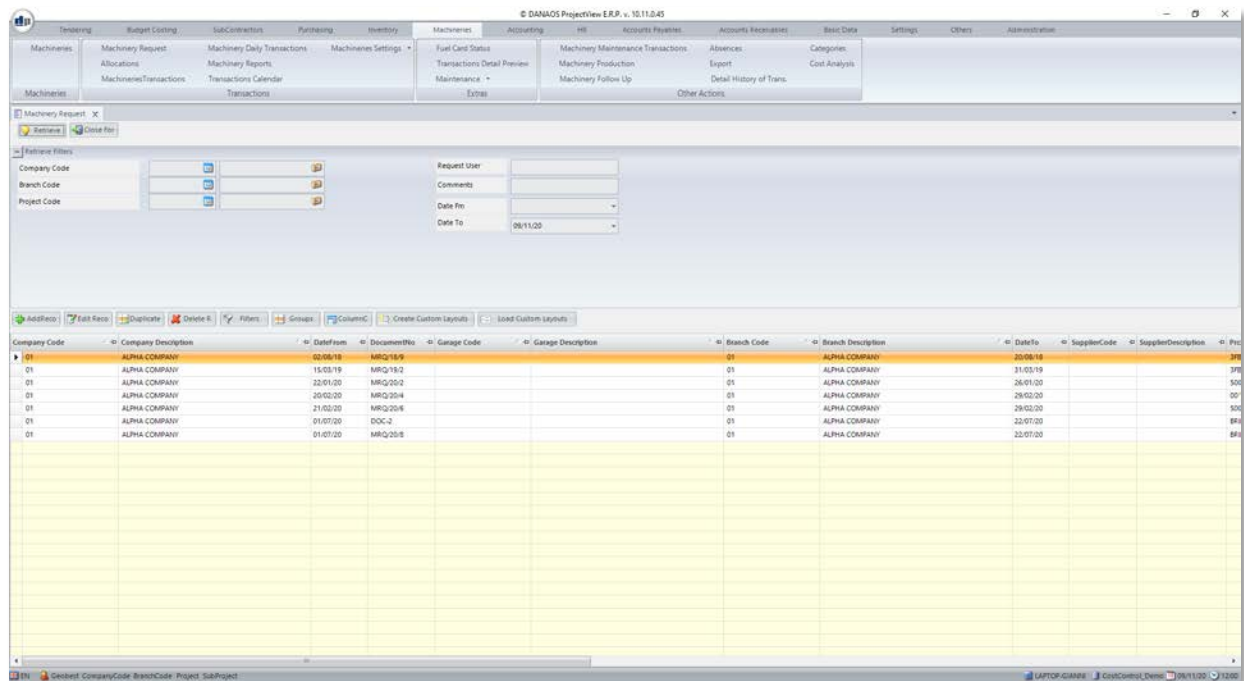 © DANAOS ProjectView E.R.P. v. 10.11.0.45
Tendering Budget Costing SubContractors Purchasing Inventory Machineries Accounting HR Accounts Payables Accounts Receivables Basic Data Settings Others Administration
Machineries Machinery Request Machinery Daily Transactions Machineries Settings Fuel Card Status Machinery Maintenance Transactions Absences Categories
Allocations Machinery Reports Transactions Detail Preview Machinery Production Export Cost Analysis
MachineriesTransactions Transactions Calendar Maintenance Machinery Follow Up Detail History of Trans.
Machineries Transactions Extras Other Actions
Machinery Request X
Retrieve Close For
Retrieve Filters
Company Code Request User
Branch Code Comments
Project Code Date Fm
Date To 09/11/20
AddReco Edit Reco Duplicate Delete R Filters Groups ColumnC Create Custom Layouts Load Custom Layouts
Company Code Company Description DateFrom DocumentNo Garage Code Garage Description Branch Code Branch Description DateTo SupplierCode SupplierDescription
01 ALPHA COMPANY 02/08/18 MRQ/18/9 01 ALPHA COMPANY 20/08/18
01 ALPHA COMPANY 15/03/19 MRQ/19/2 01 ALPHA COMPANY 31/03/19
01 ALPHA COMPANY 22/01/20 MRQ/20/2 01 ALPHA COMPANY 26/01/20
01 ALPHA COMPANY 20/02/20 MRQ/20/4 01 ALPHA COMPANY 29/02/20
01 ALPHA COMPANY 21/02/20 MRQ/20/6 01 ALPHA COMPANY 29/02/20
01 ALPHA COMPANY 01/07/20 DOC-2 01 ALPHA COMPANY 22/07/20
01 ALPHA COMPANY 01/07/20 MRQ/20/8 01 ALPHA COMPANY 22/07/20
EN Geobest CompanyCode BranchCode Project SubProject LAPTOP-GIANNI CostControl_Demo 09/11/20 12:00